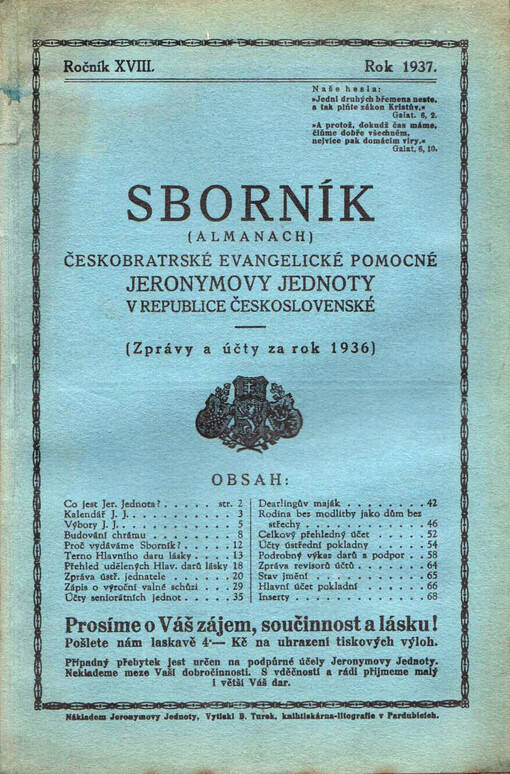 Ročník XVIII.
Rok 1937.
Naše hesla:
»Jedni druhých břemena neste,
a tak plňte zákon Kristův.«
Galat. 6, 2.
»A protož, dokudž čas máme,
čiňme dobře všechněm,
nejvíce pak domácím víry.«
Galat. 6, 10.
SBORNÍK
(ALMANACH)
ČESKOBRATRSKÉ EVANGELICKÉ POMOCNÉ
JERONYMOVY JEDNOTY
V REPUBLICE ČESKOSLOVENSKÉ
(Zprávy a účty za rok 1936)
OBSAH:
Co jest Jer. Jednota? . . . . . str. 2
Kalendář J. J. . . . . . . . . . . 3
Výbory J. J. . . . . . . . . . . . 5
Budování chrámu . . . . . . . . 8
Proč vydáváme Sborník? . . . . . 12
Terno Hlavního daru lásky . . . . 13
Přehled udělených Hlav. darů lásky 18
Zpráva ústř. jednatele . . . . . . 20
Zápis o výroční valné schůzi . . . 29
Účty seniorátních jednot . . . . . 35
Dearlingův maják . . . . . . . . 42
Rodina bez modlitby jako dům bez
střechy . . . . . . . . . . . . 46
Celkový přehledný účet . . . . . 52
Účty ústřední pokladny . . . . . 54
Podrobný výkaz darů a podpor . . 58
Zpráva revisorů účtů . . . . . . . 64
Stav jmění . . . . . . . . . . . 65
Hlavní účet pokladní . . . . . . 66
Inserty . . . . . . . . . . . . . 68
Prosíme o Váš zájem, součinnost a lásku!
Pošlete nám laskavě 4·— Kč na uhrazení tiskových výloh.
Případný přebytek jest určen na podpůrné účely Jeronymovy Jednoty.
Neklademe meze Vaší dobročinnosti. S vděčností a rádi přijmeme malý
i větší Váš dar.
Nákladem Jeronymovy Jednoty, Vytiskl B. Turek, knihtiskárna-litografie v Pardubicích.